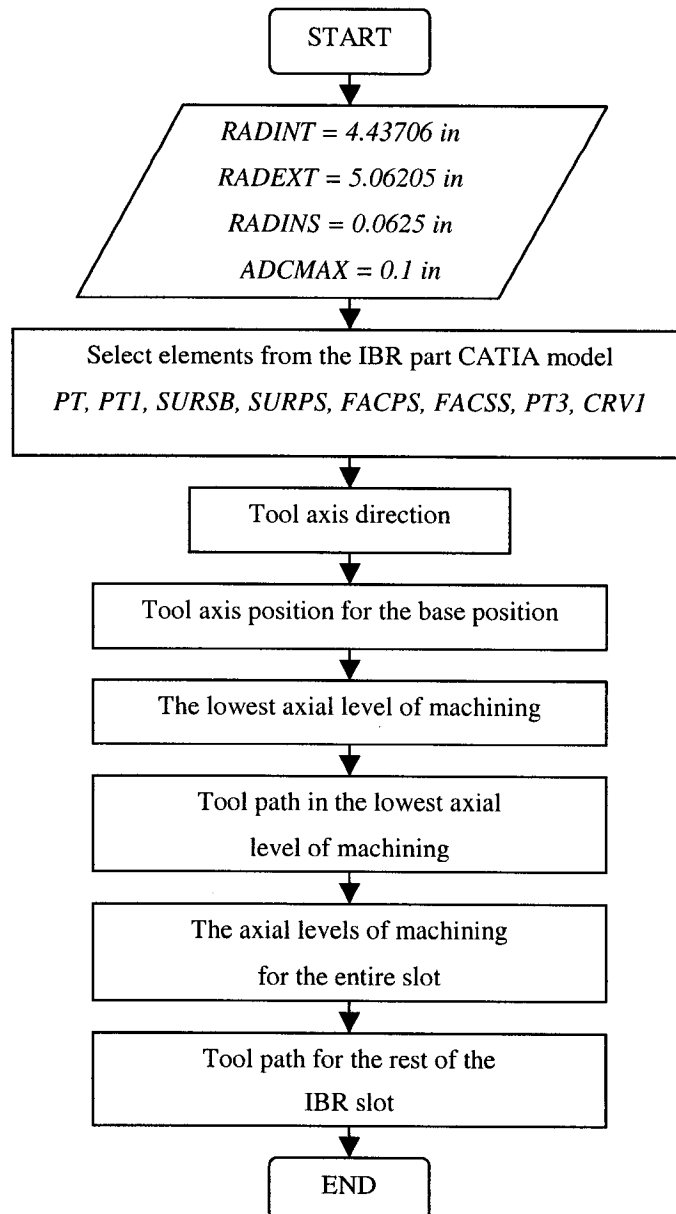 START
RADINT = 4.43706 in
RADEXT = 5.06205 in
RADINS = 0.0625 in
ADCMAX = 0.1 in
Select elements from the IBR part CATIA model
PT, PT1, SURSB, SURPS, FACPS, FACSS, PT3, CRV1
Tool axis direction
Tool axis position for the base position
The lowest axial level of machining
Tool path in the lowest axial
level of machining
The axial levels of machining
for the entire slot
Tool path for the rest of the
IBR slot
END